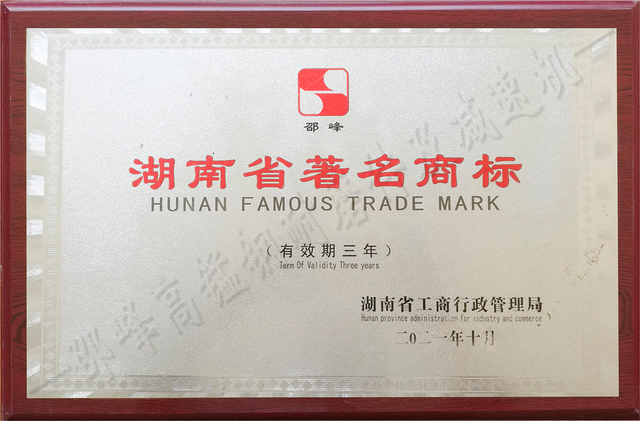 邵峰
湖南省著名商标
HUNAN FAMOUS TRADE MARK
（有效期三年）
Term Of Validity Three years
湖南省工商行政管理局
Hunan province administration for industry and commerce
二〇二一年十月